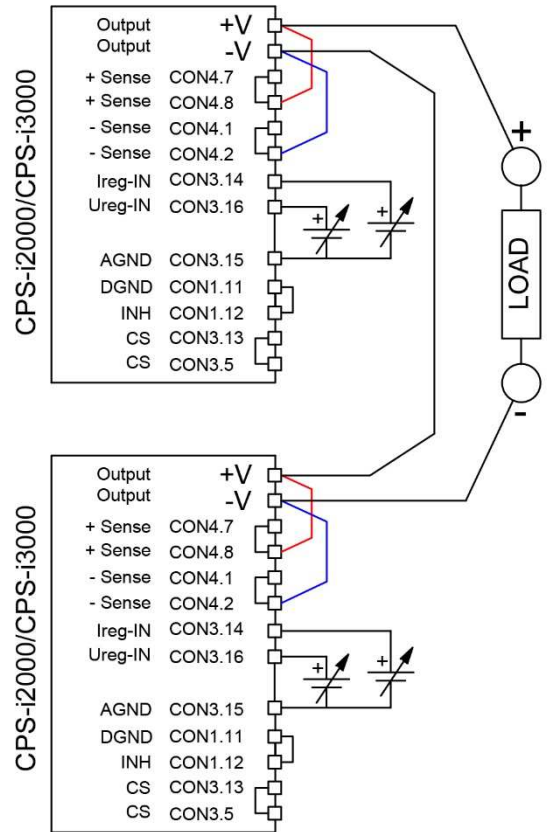 CPS-i2000/CPS-i3000
Output +V
Output -V
+ Sense CON4.7
+ Sense CON4.8
- Sense CON4.1
- Sense CON4.2
Ireg-IN CON3.14
Ureg-IN CON3.16
+ +
AGND CON3.15
DGND CON1.11
INH CON1.12
CS CON3.13
CS CON3.5
+
LOAD
-
CPS-i2000/CPS-i3000
Output +V
Output -V
+ Sense CON4.7
+ Sense CON4.8
- Sense CON4.1
- Sense CON4.2
Ireg-IN CON3.14
Ureg-IN CON3.16
+ +
AGND CON3.15
DGND CON1.11
INH CON1.12
CS CON3.13
CS CON3.5